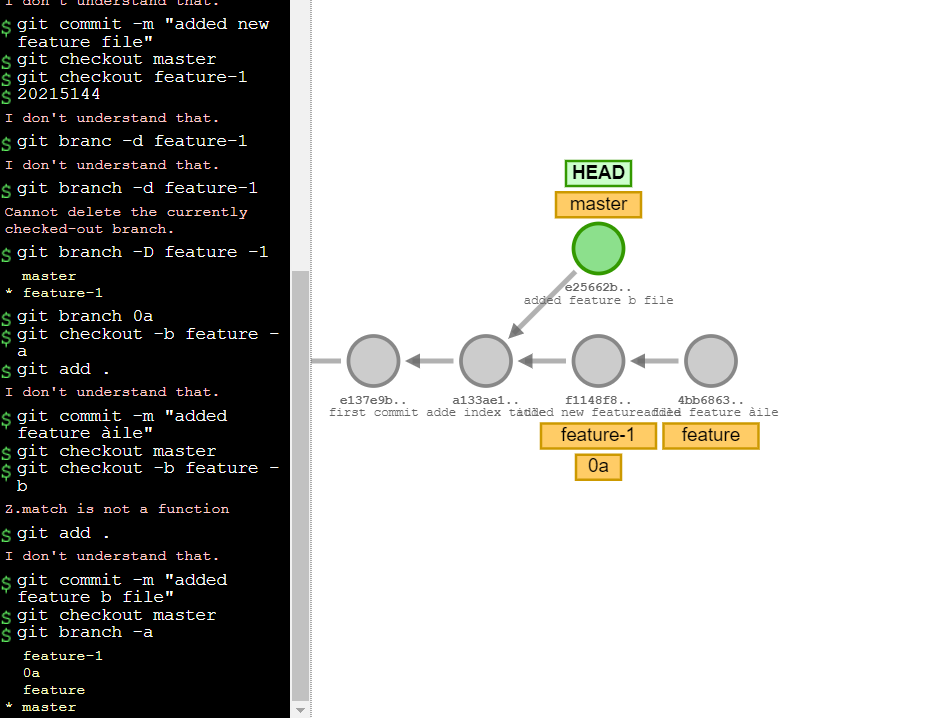 I don't understand that.
$ git commit -m "added new
feature file"
$ git checkout master
$ git checkout feature-1
$ 20215144
I don't understand that.
$ git branc -d feature-1
I don't understand that.
$ git branch -d feature-1
Cannot delete the currently
checked-out branch.
$ git branch -D feature -1
master
* feature-1
$ git branch 0a
$ git checkout -b feature -
a
$ git add .
I don't understand that.
$ git commit -m "added
feature àile"
$ git checkout master
$ git checkout -b feature -
b
Z.match is not a function
$ git add .
I don't understand that.
$ git commit -m "added
feature b file"
$ git checkout master
$ git branch -a
feature-1
0a
feature
* master
HEAD
master
e25662b..
added feature b file
e137e9b.. a133ae1.. f1148f8.. 4bb6863..
first commit adde index added new feature feature àile
feature-1 feature
0a